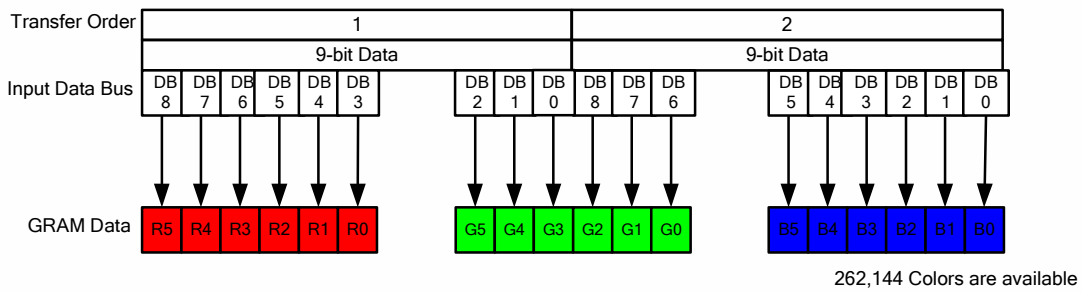 Transfer Order 1 2
9-bit Data 9-bit Data
Input Data Bus DB 8 DB 7 DB 6 DB 5 DB 4 DB 3 DB 2 DB 1 DB 0 DB 8 DB 7 DB 6 DB 5 DB 4 DB 3 DB 2 DB 1 DB 0
GRAM Data R5 R4 R3 R2 R1 R0 G5 G4 G3 G2 G1 G0 B5 B4 B3 B2 B1 B0
262,144 Colors are available